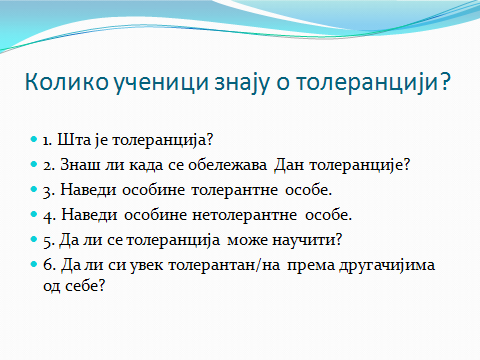 Колико ученици знају о толеранцији?
1. Шта је толеранција?
2. Знаш ли када се обележава Дан толеранције?
3. Наведи особине толерантне особе.
4. Наведи особине нетолерантне особе.
5. Да ли се толеранција може научити?
6. Да ли си увек толерантан/на према другачијима
од себе?